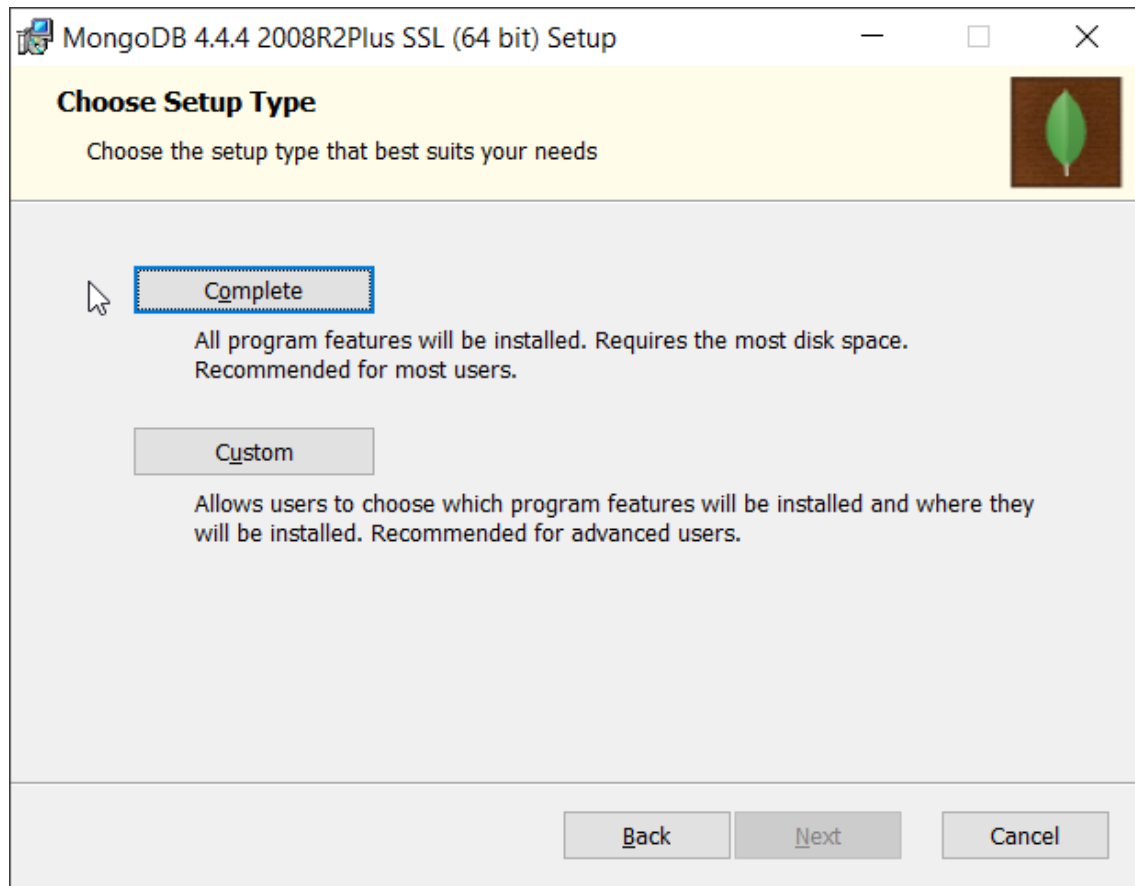 MongoDB 4.4.4 2008R2Plus SSL (64 bit) Setup
Choose Setup Type
Choose the setup type that best suits your needs
Complete
All program features will be installed. Requires the most disk space.
Recommended for most users.
Custom
Allows users to choose which program features will be installed and where they
will be installed. Recommended for advanced users.
Back Next Cancel